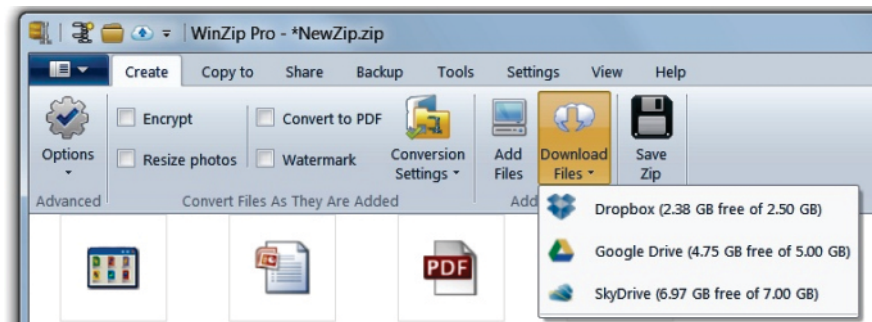 WinZip Pro - *NewZip.zip
Create Copy to Share Backup Tools Settings View Help
Options
Advanced
Encrypt
Resize photos
Convert to PDF
Watermark
Conversion
Settings
Convert Files As They Are Added
Add
Files
Download
Files
Save
Zip
Add
Dropbox (2.38 GB free of 2.50 GB)
Google Drive (4.75 GB free of 5.00 GB)
SkyDrive (6.97 GB free of 7.00 GB)
PDF